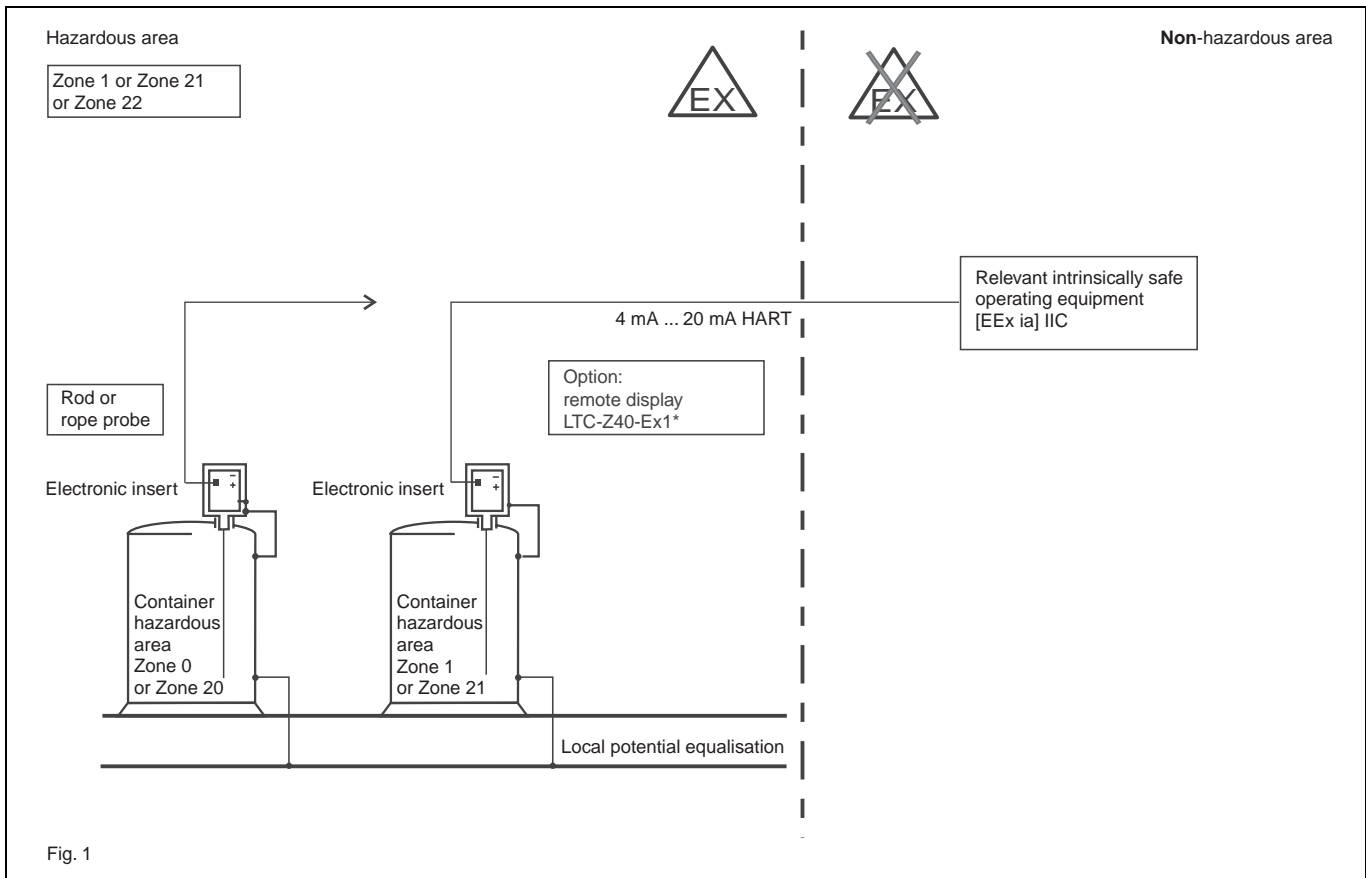 Hazardous area
Non-hazardous area
Zone 1 or Zone 21
or Zone 22
EX
EX
Relevant intrinsically safe
operating equipment
[EEx ia] IIC
4 mA ... 20 mA HART
Option:
remote display
LTC-Z40-Ex1*
Rod or
rope probe
Electronic insert
− +
Electronic insert
− +
Container
hazardous
area
Zone 0
or Zone 20
Container
hazardous
area
Zone 1
or Zone 21
Local potential equalisation
Fig. 1